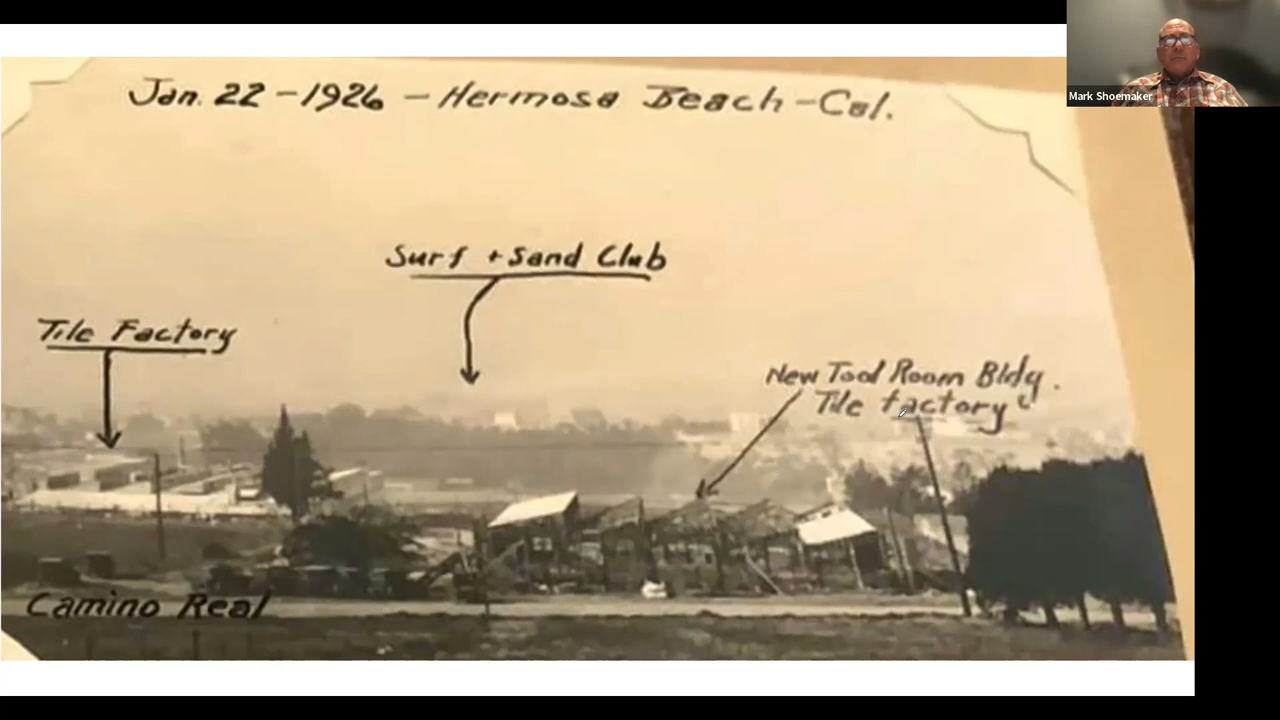 Jan. 22 - 1926 - Hermosa Beach - Cal.
Mark Shoemaker
Surf + Sand Club
Tile Factory
New Tool Room Bldg.
Tile factory
Camino Real